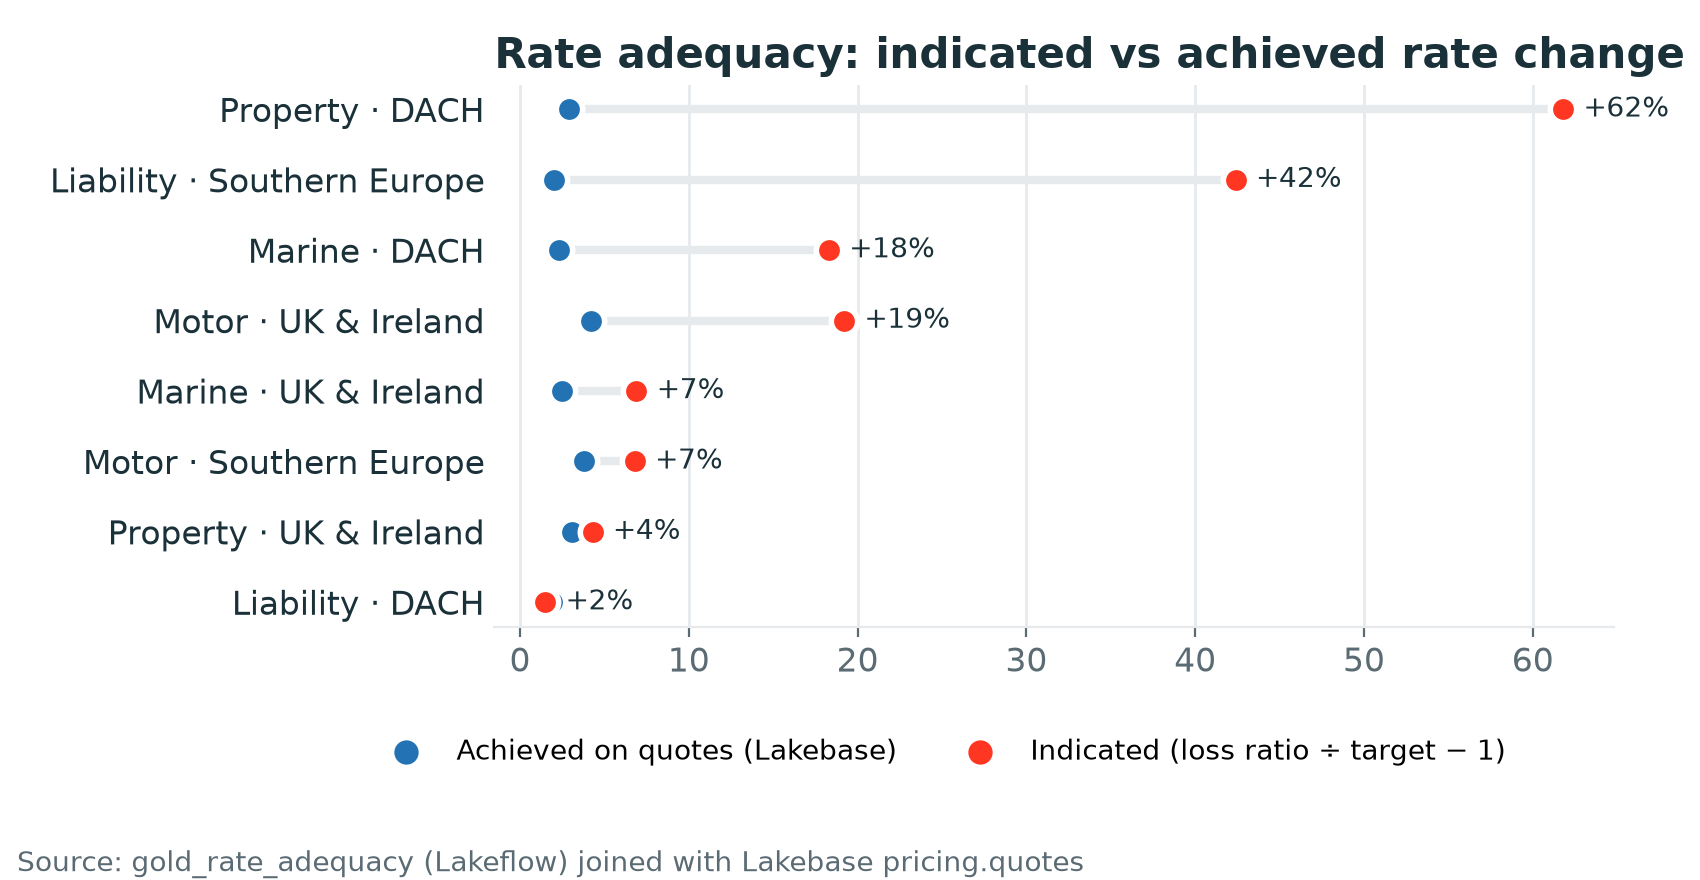 Rate adequacy: indicated vs achieved rate change
Property · DACH
+62%
Liability · Southern Europe
+42%
Marine · DACH
+18%
Motor · UK & Ireland
+19%
Marine · UK & Ireland
+7%
Motor · Southern Europe
+7%
Property · UK & Ireland
+4%
Liability · DACH
+2%
0 10 20 30 40 50 60
Achieved on quotes (Lakebase) Indicated (loss ratio ÷ target − 1)
Source: gold_rate_adequacy (Lakeflow) joined with Lakebase pricing.quotes